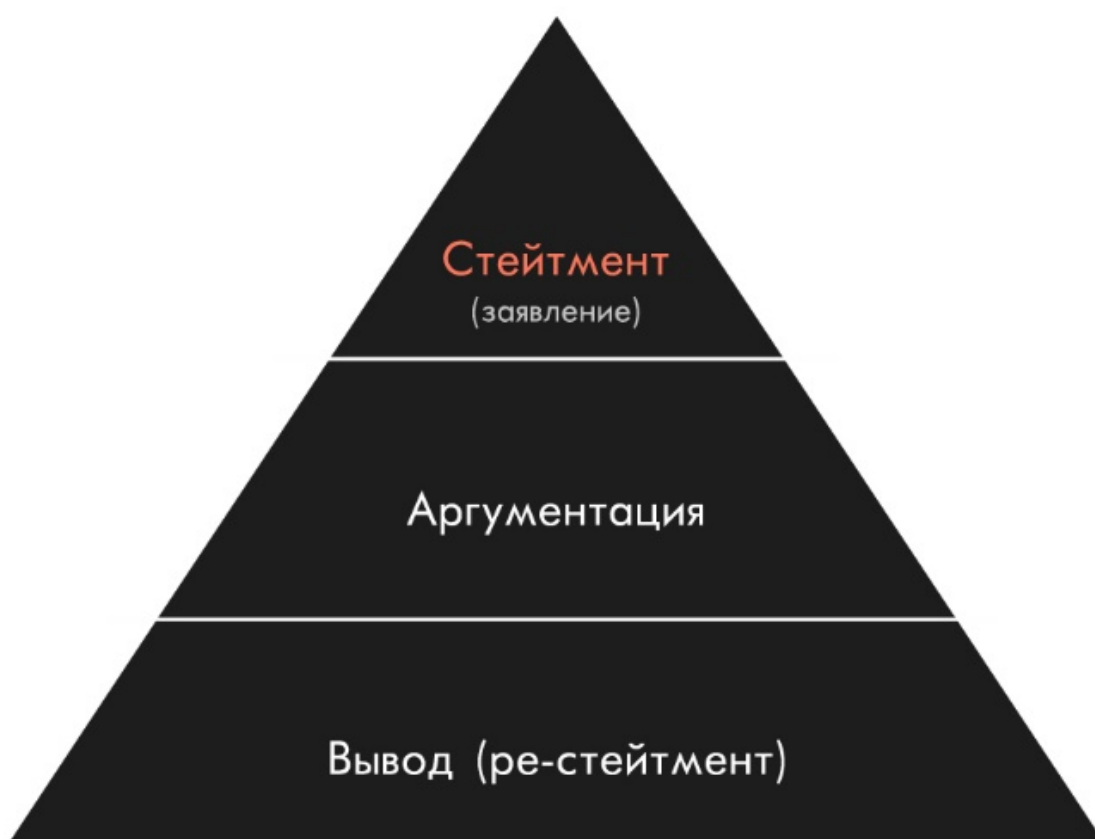 Стейтмент
(заявление)
Аргументация
Вывод (ре-стейтмент)